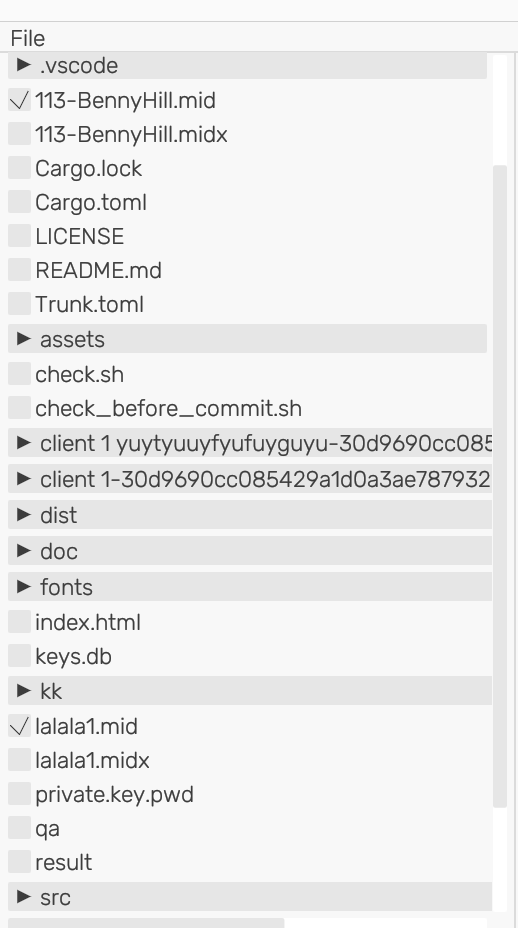 File
.vscode
113-BennyHill.mid
113-BennyHill.midx
Cargo.lock
Cargo.toml
LICENSE
README.md
Trunk.toml
assets
check.sh
check_before_commit.sh
client 1 yuytyuuyfyufuyguyu-30d9690cc085
client 1-30d9690cc085429a1d0a3ae787932
dist
doc
fonts
index.html
keys.db
kk
lalala1.mid
lalala1.midx
private.key.pwd
qa
result
src